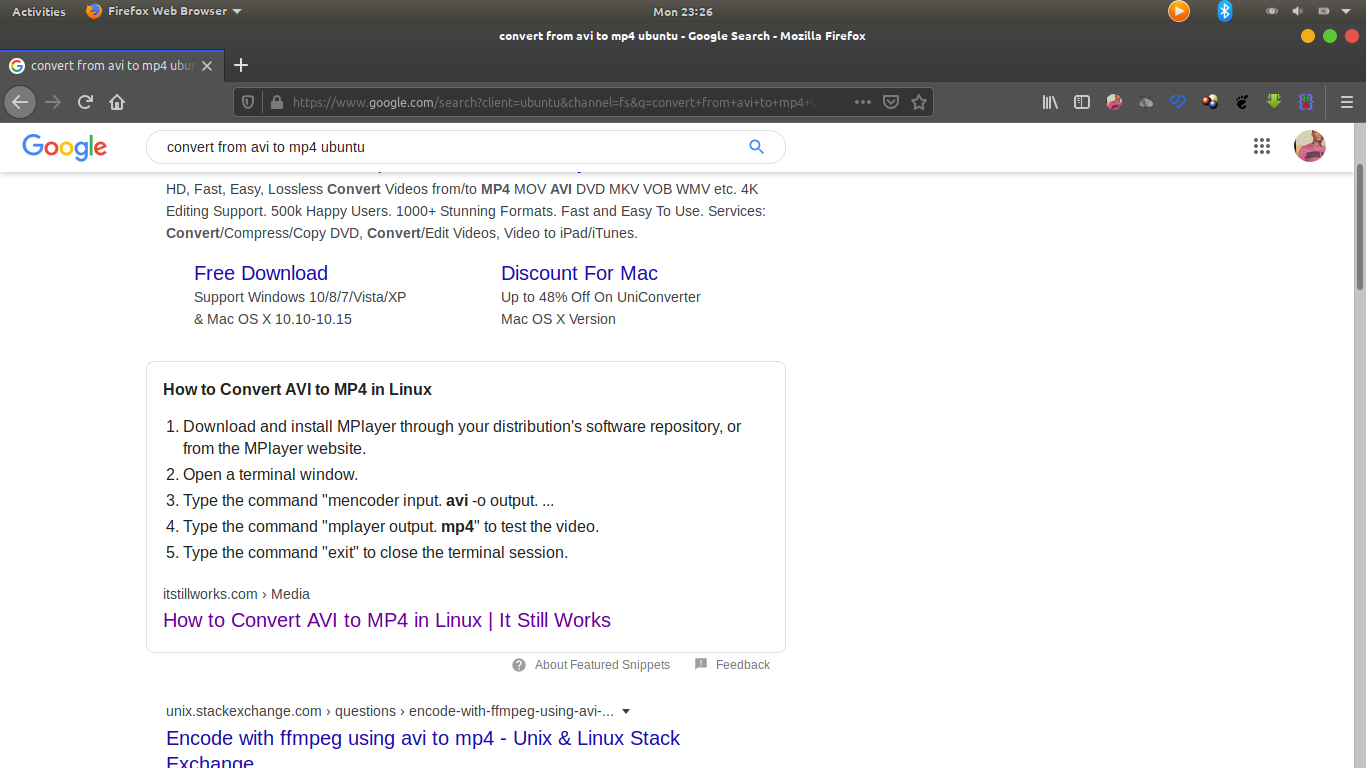 Activities
Firefox Web Browser
Mon 23:26
convert from avi to mp4 ubuntu - Google Search - Mozilla Firefox
convert from avi to mp4 ubu
https://www.google.com/search?client=ubuntu&channel=fs&q=convert+from+avi+to+mp4+u
Google
convert from avi to mp4 ubuntu
HD, Fast, Easy, Lossless Convert Videos from/to MP4 MOV AVI DVD MKV VOB WMV etc. 4K
Editing Support. 500k Happy Users. 1000+ Stunning Formats. Fast and Easy To Use. Services:
Convert/Compress/Copy DVD, Convert/Edit Videos, Video to iPad/iTunes.
Free Download
Support Windows 10/8/7/Vista/XP
& Mac OS X 10.10-10.15
Discount For Mac
Up to 48% Off On UniConverter
Mac OS X Version
How to Convert AVI to MP4 in Linux
1. Download and install MPlayer through your distribution's software repository, or
from the MPlayer website.
2. Open a terminal window.
3. Type the command "mencoder input. avi -o output. ...
4. Type the command "mplayer output. mp4" to test the video.
5. Type the command "exit" to close the terminal session.
itstillworks.com › Media
How to Convert AVI to MP4 in Linux | It Still Works
About Featured Snippets
Feedback
unix.stackexchange.com › questions › encode-with-ffmpeg-using-avi-...
Encode with ffmpeg using avi to mp4 - Unix & Linux Stack
Exchange